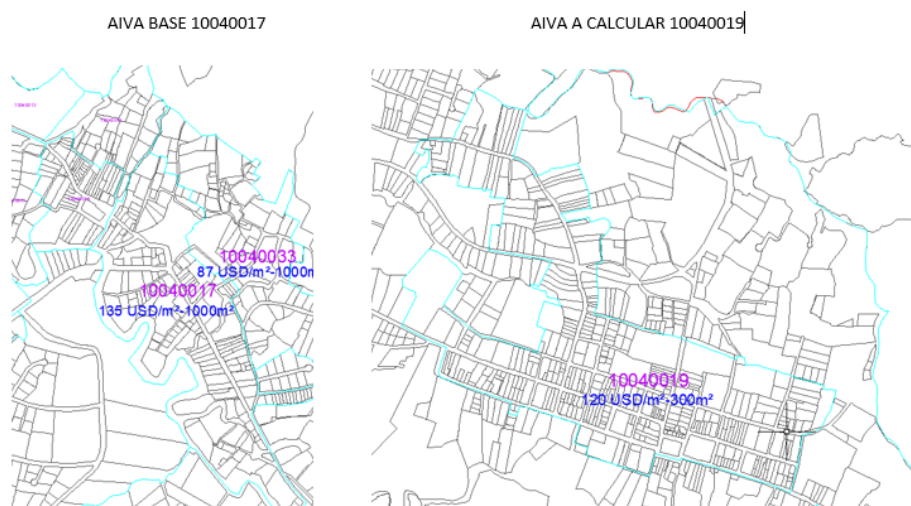 AIVA BASE 10040017
AIVA A CALCULAR 10040019
10040033
87 USD/m²-1000m
10040017
135 USD/m²-1000m²
10040019
120 USD/m²-300m²